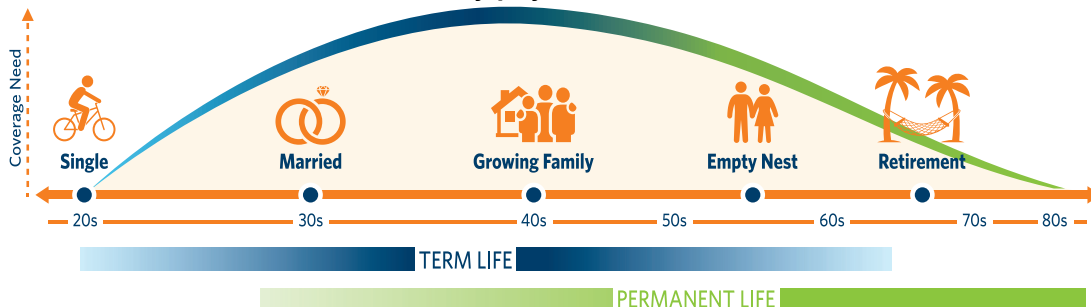 Coverage Need
Single
Married
Growing Family
Empty Nest
Retirement
20s
30s
40s
50s
60s
70s
80s
TERM LIFE
PERMANENT LIFE